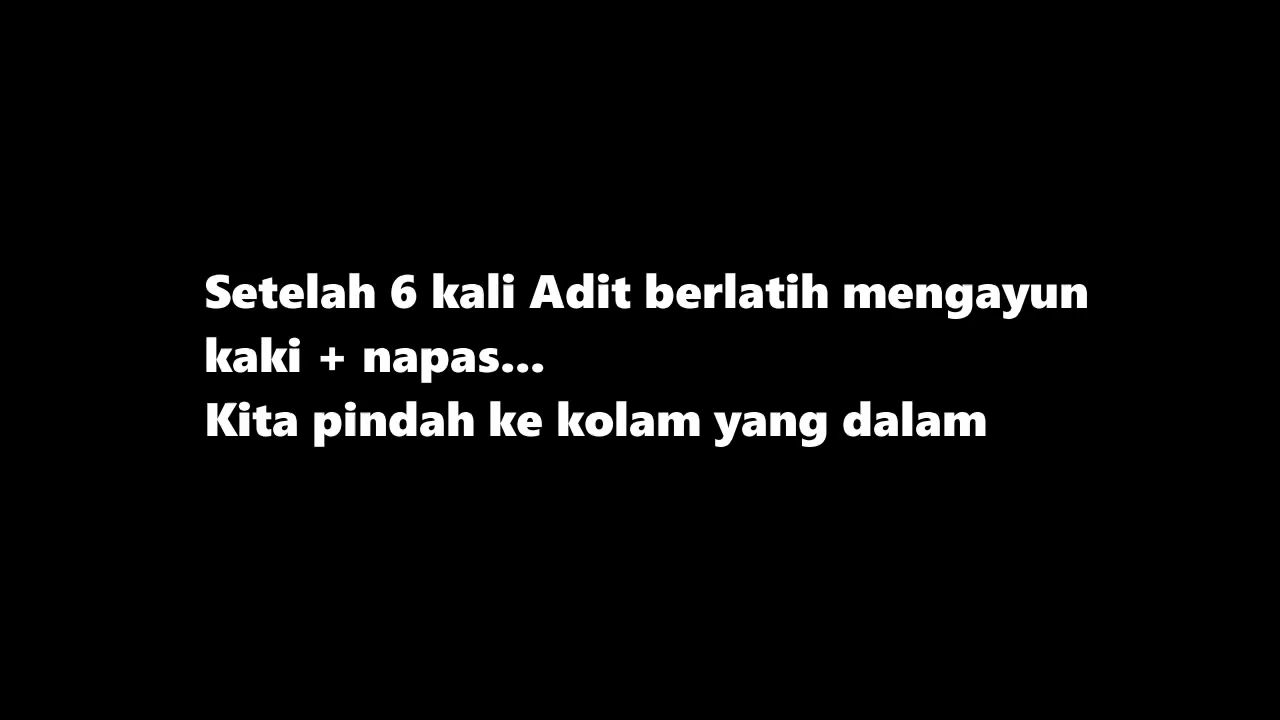 Setelah 6 kali Adit berlatih mengayun
kaki + napas...
Kita pindah ke kolam yang dalam